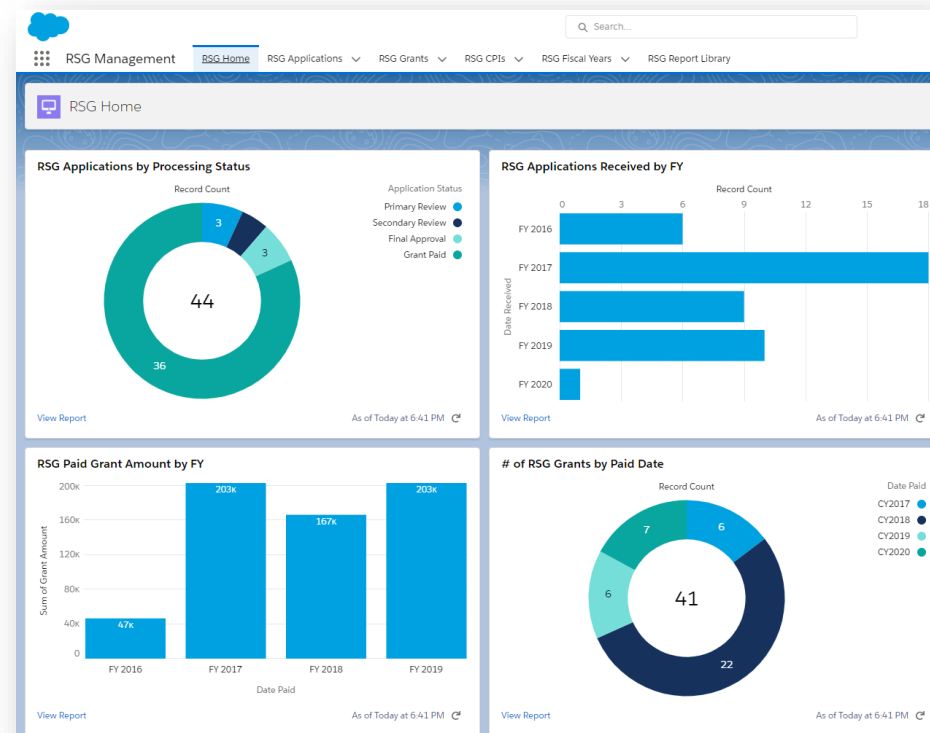 Search...
RSG Management RSG Home RSG Applications RSG Grants RSG CPIs RSG Fiscal Years RSG Report Library
RSG Home
RSG Applications by Processing Status
Record Count
Application Status
Primary Review
Secondary Review
Final Approval
Grant Paid
3
3
44
36
View Report
As of Today at 6:41 PM
RSG Applications Received by FY
Record Count
0 3 6 9 12 15 18
Date Received
FY 2016
FY 2017
FY 2018
FY 2019
FY 2020
View Report
As of Today at 6:41 PM
RSG Paid Grant Amount by FY
Sum of Grant Amount
200K
160K
120K
80K
40K
0
47K
203K
167K
203K
FY 2016 FY 2017 FY 2018 FY 2019
Date Paid
View Report
As of Today at 6:41 PM
# of RSG Grants by Paid Date
Record Count
Date Paid
CY2017
CY2018
CY2019
CY2020
7
6
6
41
22
View Report
As of Today at 6:41 PM